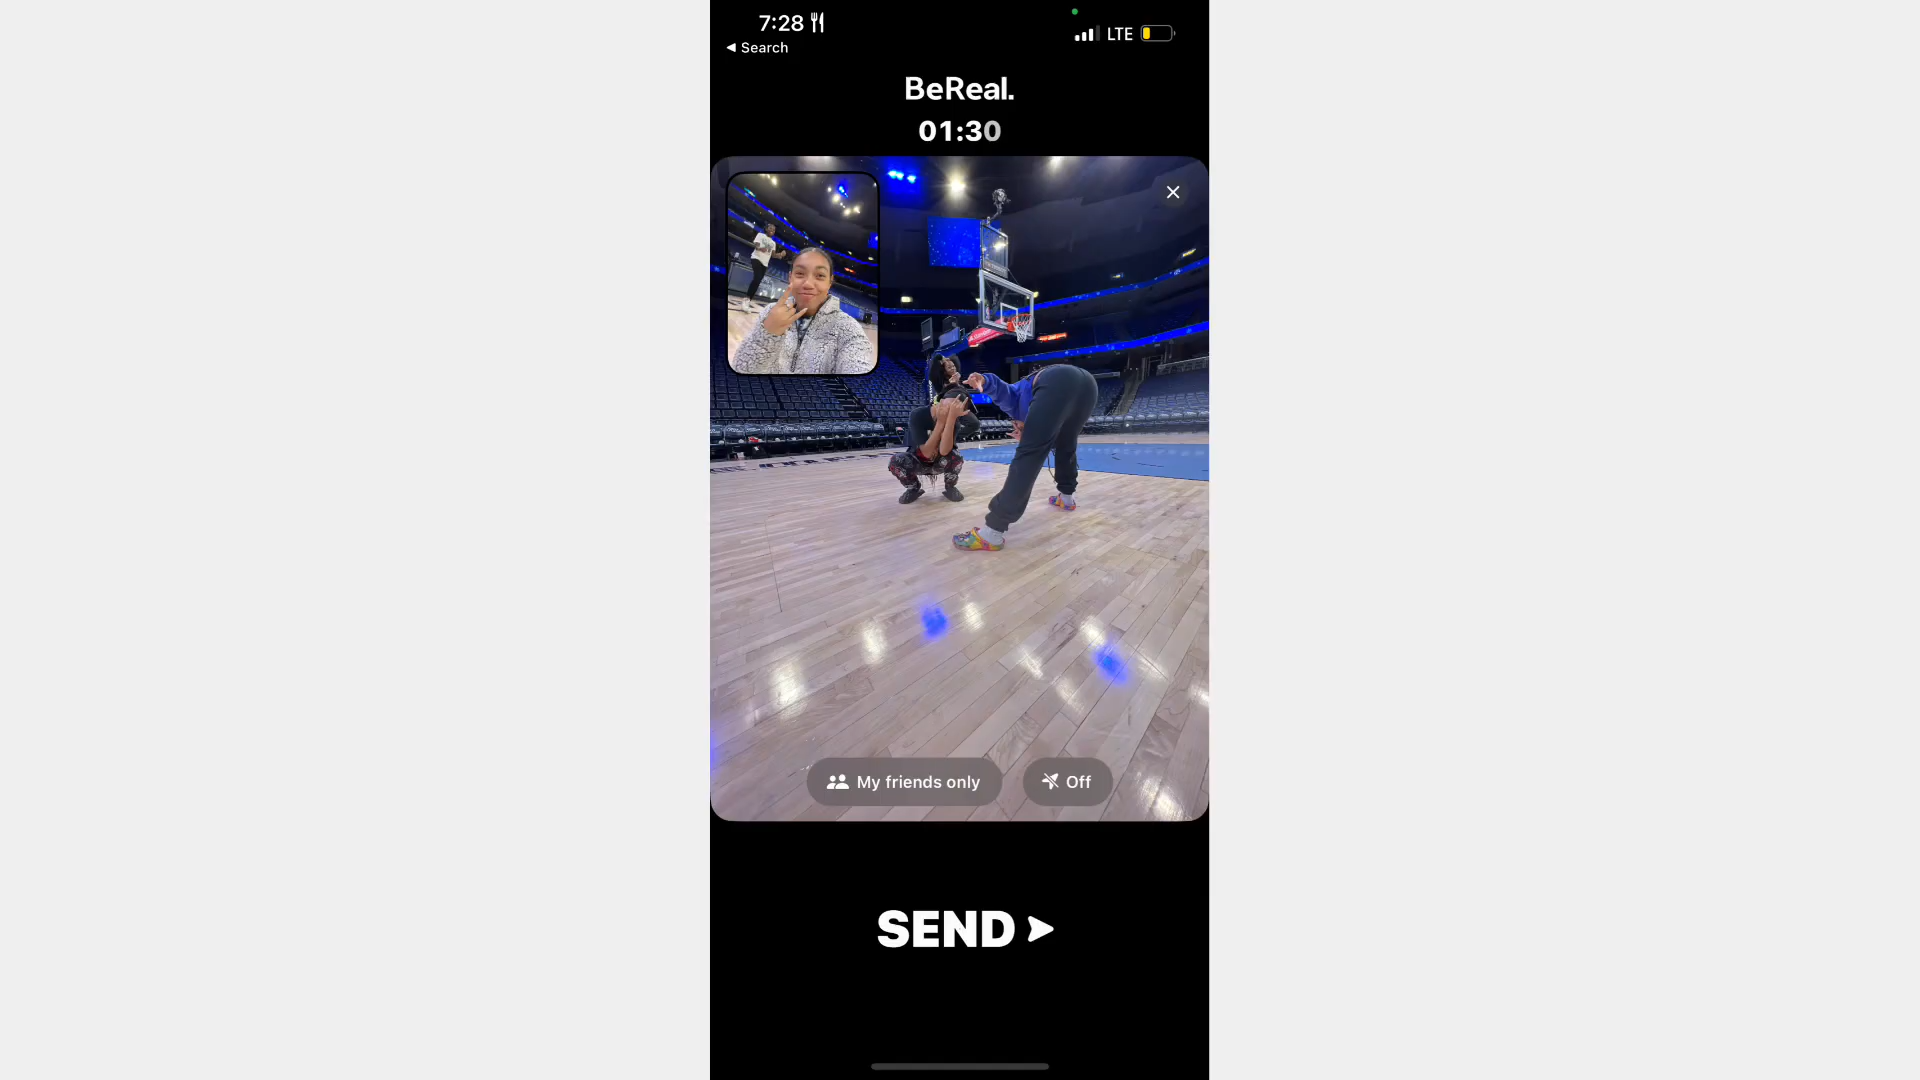 7:28
LTE
Search
BeReal.
01:30
My friends only
Off
SEND